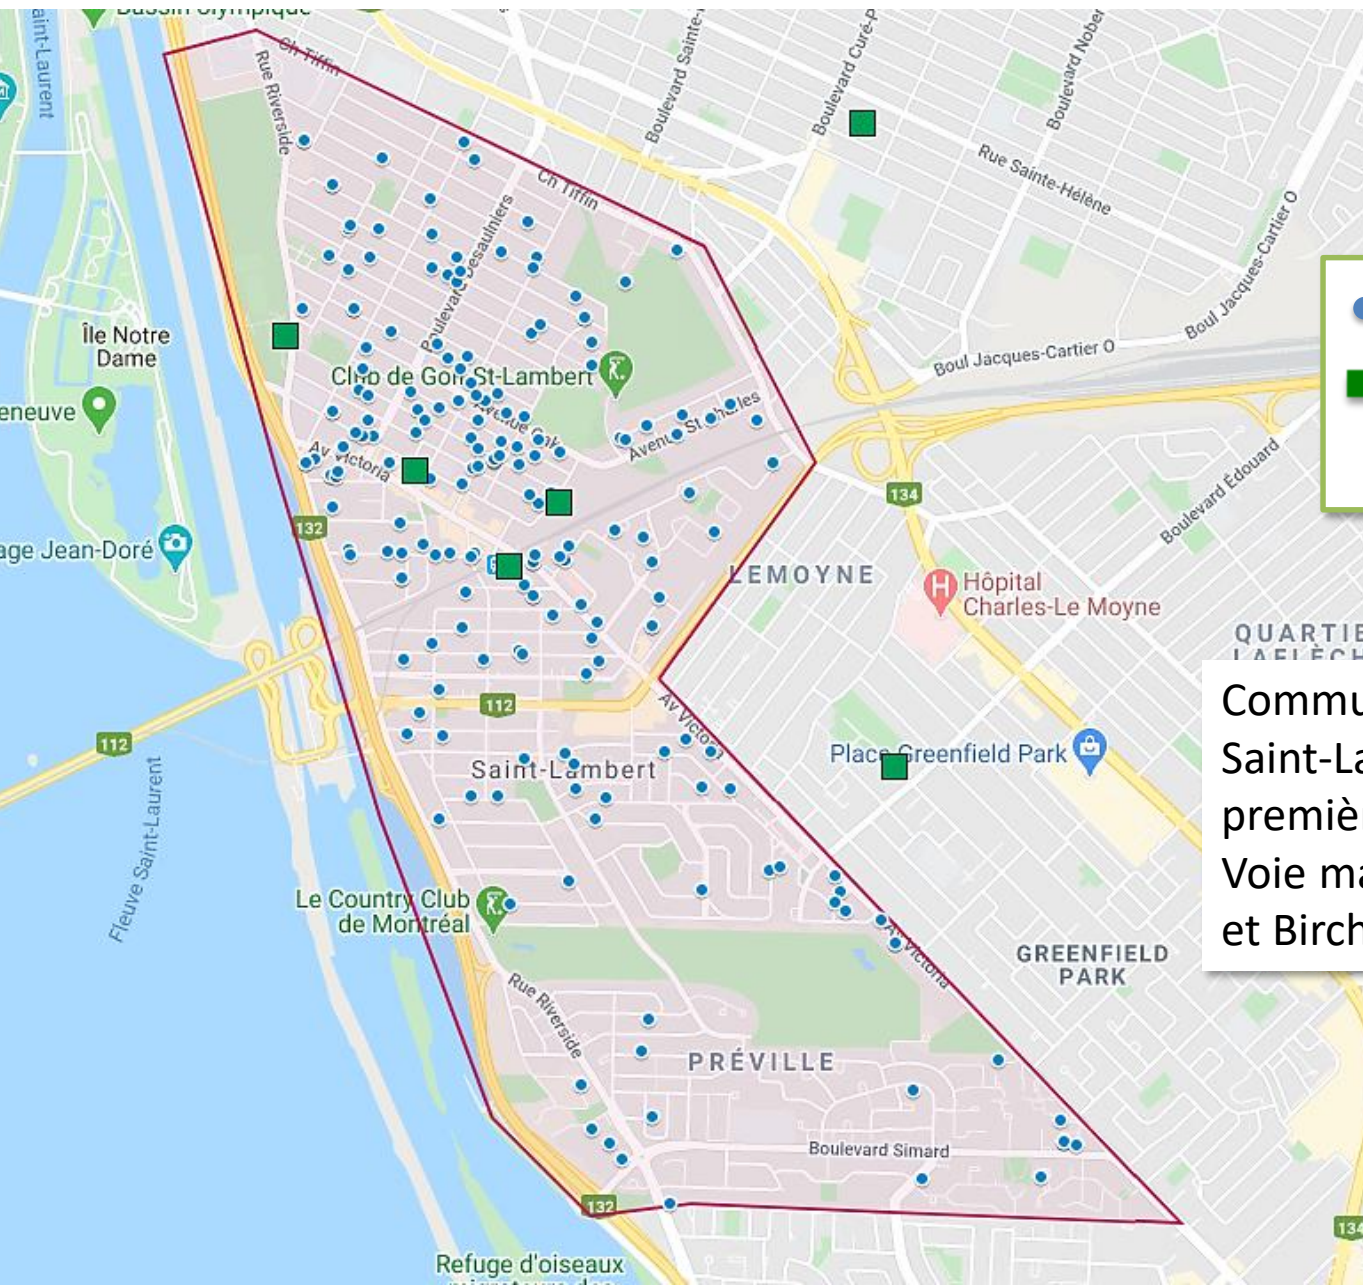 Bassin olympique
aint-Laurent
Ch Tiffin
Rue Riverside
Boulevard Sainte-
Boulevard Curé-P
Boulevard Nober
Rue Sainte-Hélène
Ch Tiffin
Boulevard Desaulniers
Boul Jacques-Cartier O
Île Notre
Dame
Boul Jacques-Cartier O
Club de Golf St-Lambert
eneuve
Avenue Oak
Avenue St-Charles
Av Victoria
Boulevard Édouard
134
132
age Jean-Doré
LEMOYNE
Hôpital
Charles-Le Moyne
QUARTIE
LAFLÈCH
112
Av Victoria
112
Place Greenfield Park
Saint-Lambert
Fleuve Saint-Laurent
Commu
Saint-La
premiè
Voie ma
et Birch
Le Country Club
de Montréal
Av Victoria
GREENFIELD
PARK
Rue Riverside
PRÉVILLE
Boulevard Simard
132
134
Refuge d'oiseaux